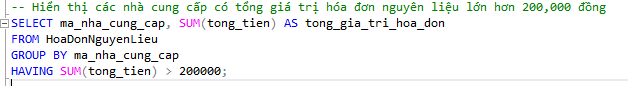 -- Hiển thị các nhà cung cấp có tổng giá trị hóa đơn nguyên liệu lớn hơn 200,000 đồng
SELECT ma_nha_cung_cap, SUM(tong_tien) AS tong_gia_tri_hoa_don
FROM HoaDonNguyenLieu
GROUP BY ma_nha_cung_cap
HAVING SUM(tong_tien) > 200000;